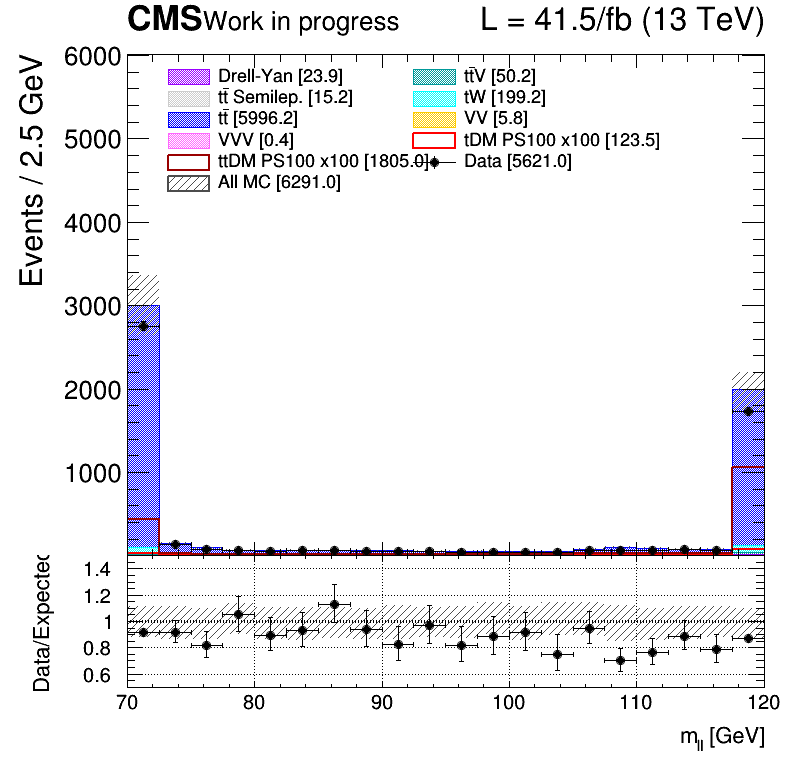 CMS Work in progress L = 41.5/fb (13 TeV)
Events / 2.5 GeV
6000
5000
4000
3000
2000
1000
Drell-Yan [23.9] tt̄V [50.2]
tt̄ Semilep. [15.2] tW [199.2]
tt̄ [5996.2] VV [5.8]
VVV [0.4] tDM PS100 x100 [123.5]
ttDM PS100 x100 [1805.0] Data [5621.0]
All MC [6291.0]
Data/Expected
1.4
1.2
1
0.8
0.6
70 80 90 100 110 120
m_ll [GeV]